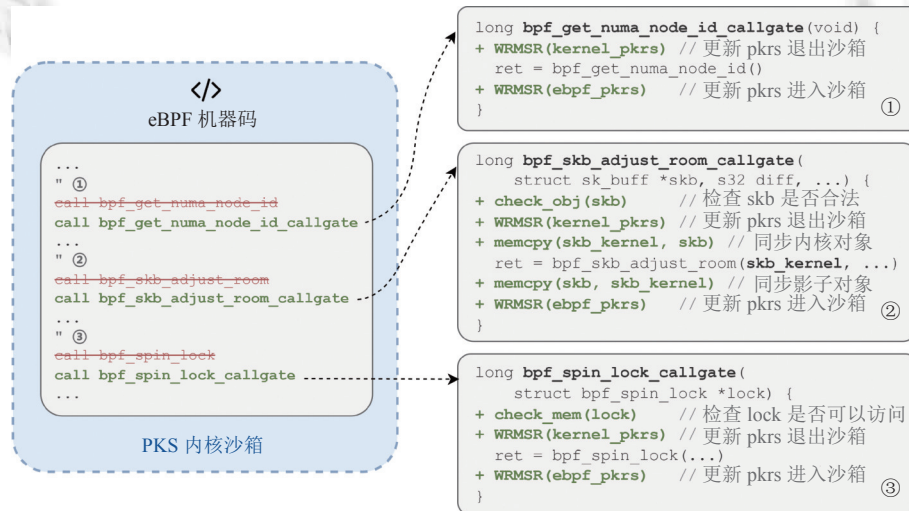 </>
eBPF 机器码
...
" ①
call bpf_get_numa_node_id
call bpf_get_numa_node_id_callgate
...
" ②
call bpf_skb_adjust_room
call bpf_skb_adjust_room_callgate
...
" ③
call bpf_spin_lock
call bpf_spin_lock_callgate
...
PKS 内核沙箱
long bpf_get_numa_node_id_callgate(void) {
+ WRMSR(kernel_pkrs) // 更新 pkrs 退出沙箱
ret = bpf_get_numa_node_id()
+ WRMSR(ebpf_pkrs) // 更新 pkrs 进入沙箱
}
①
long bpf_skb_adjust_room_callgate(
struct sk_buff *skb, s32 diff, ...) {
+ check_obj(skb) // 检查 skb 是否合法
+ WRMSR(kernel_pkrs) // 更新 pkrs 退出沙箱
+ memcpy(skb_kernel, skb) // 同步内核对象
ret = bpf_skb_adjust_room(skb_kernel, ...)
+ memcpy(skb, skb_kernel) // 同步影子对象
+ WRMSR(ebpf_pkrs) // 更新 pkrs 进入沙箱
}
②
long bpf_spin_lock_callgate(
struct bpf_spin_lock *lock) {
+ check_mem(lock) // 检查 lock 是否可以访问
+ WRMSR(kernel_pkrs) // 更新 pkrs 退出沙箱
ret = bpf_spin_lock(...)
+ WRMSR(ebpf_pkrs) // 更新 pkrs 进入沙箱
}
③